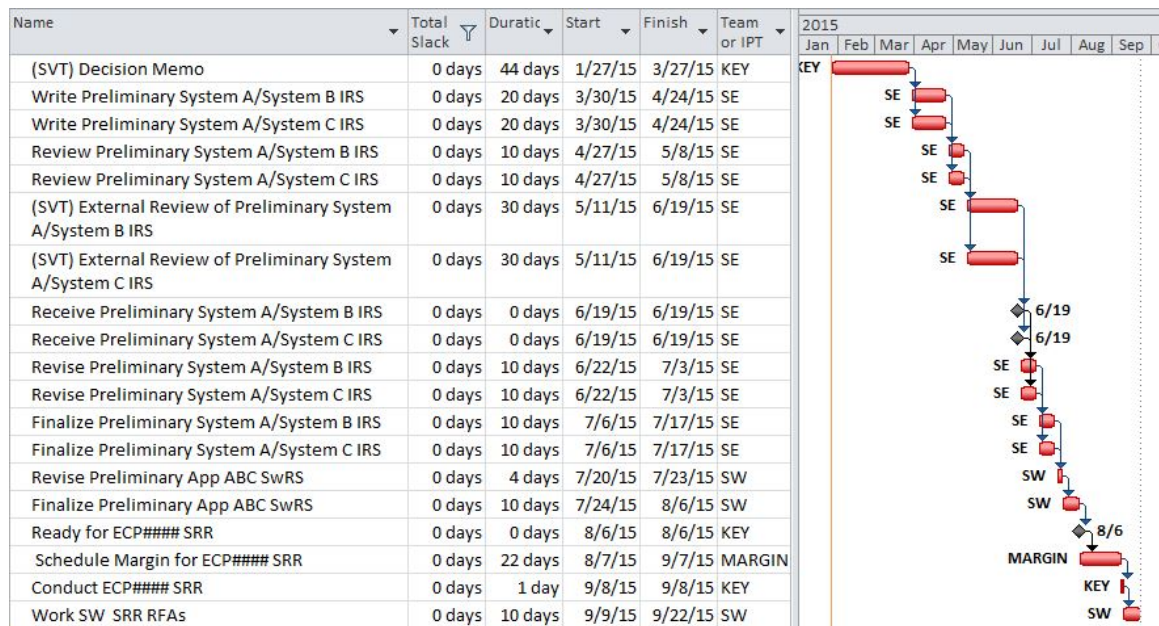 Name Total Slack Duratic Start Finish Team or IPT 2015
Jan Feb Mar Apr May Jun Jul Aug Sep
(SVT) Decision Memo 0 days 44 days 1/27/15 3/27/15 KEY KEY
Write Preliminary System A/System B IRS 0 days 20 days 3/30/15 4/24/15 SE SE
Write Preliminary System A/System C IRS 0 days 20 days 3/30/15 4/24/15 SE SE
Review Preliminary System A/System B IRS 0 days 10 days 4/27/15 5/8/15 SE SE
Review Preliminary System A/System C IRS 0 days 10 days 4/27/15 5/8/15 SE SE
(SVT) External Review of Preliminary System 0 days 30 days 5/11/15 6/19/15 SE SE
A/System B IRS
(SVT) External Review of Preliminary System 0 days 30 days 5/11/15 6/19/15 SE SE
A/System C IRS
Receive Preliminary System A/System B IRS 0 days 0 days 6/19/15 6/19/15 SE 6/19
Receive Preliminary System A/System C IRS 0 days 0 days 6/19/15 6/19/15 SE 6/19
Revise Preliminary System A/System B IRS 0 days 10 days 6/22/15 7/3/15 SE SE
Revise Preliminary System A/System C IRS 0 days 10 days 6/22/15 7/3/15 SE SE
Finalize Preliminary System A/System B IRS 0 days 10 days 7/6/15 7/17/15 SE SE
Finalize Preliminary System A/System C IRS 0 days 10 days 7/6/15 7/17/15 SE SE
Revise Preliminary App ABC SwRS 0 days 4 days 7/20/15 7/23/15 SW SW
Finalize Preliminary App ABC SwRS 0 days 10 days 7/24/15 8/6/15 SW SW
Ready for ECP#### SRR 0 days 0 days 8/6/15 8/6/15 KEY 8/6
Schedule Margin for ECP#### SRR 0 days 22 days 8/7/15 9/7/15 MARGIN MARGIN
Conduct ECP#### SRR 0 days 1 day 9/8/15 9/8/15 KEY KEY
Work SW SRR RFAs 0 days 10 days 9/9/15 9/22/15 SW SW